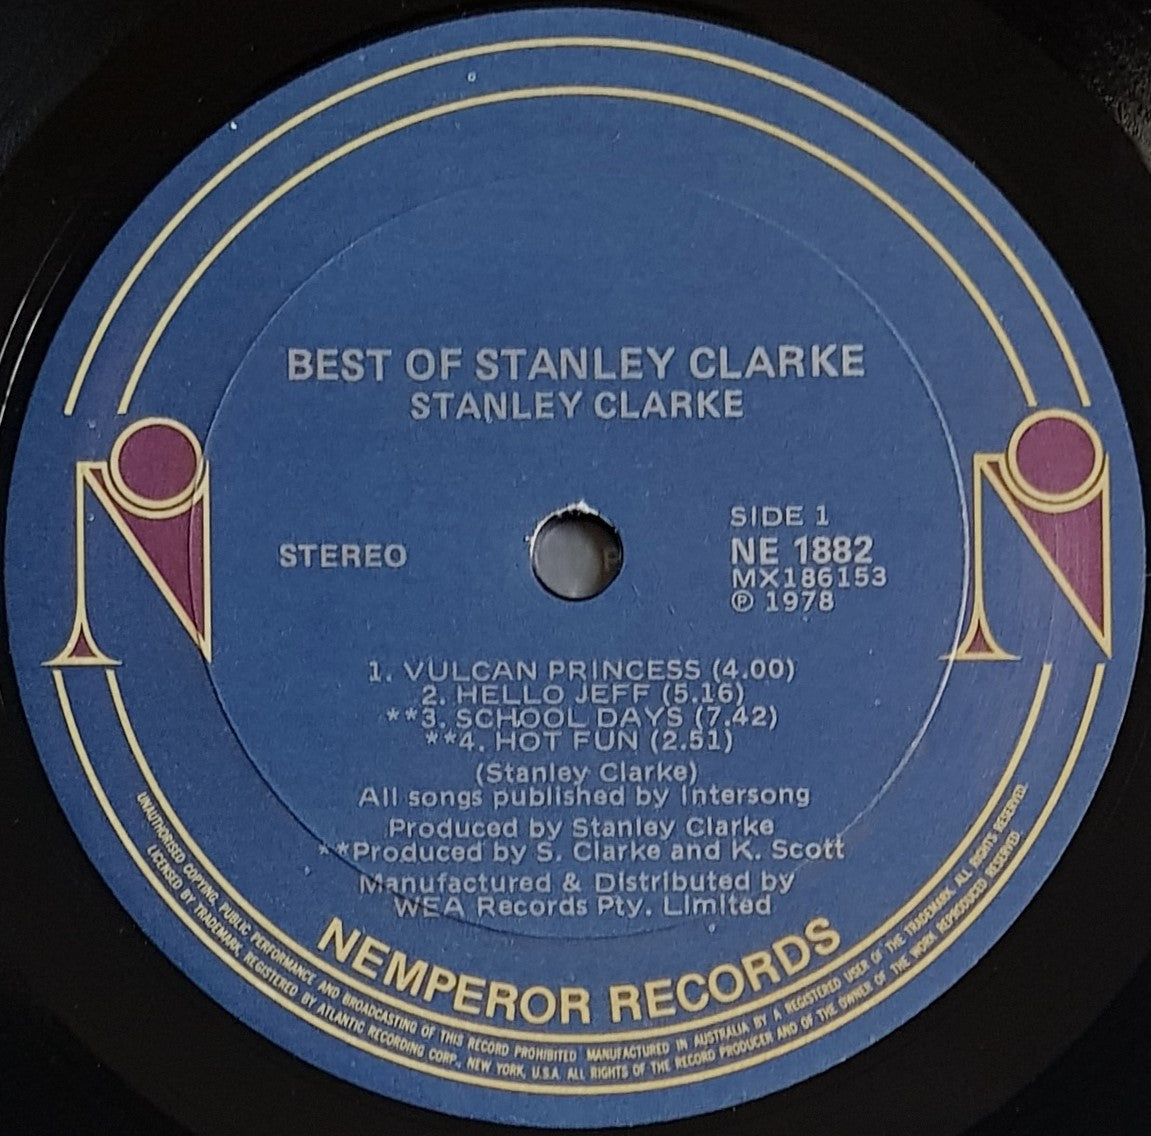 BEST OF STANLEY CLARKE
STANLEY CLARKE
STEREO
SIDE 1
NE 1882
MX186153
℗ 1978
1. VULCAN PRINCESS (4.00)
2. HELLO JEFF (5.16)
**3. SCHOOL DAYS (7.42)
**4. HOT FUN (2.51)
(Stanley Clarke)
All songs published by Intersong
Produced by Stanley Clarke
**Produced by S. Clarke and K. Scott
Manufactured & Distributed by
WEA Records Pty. Limited
NEMPEROR RECORDS
UNAUTHORISED COPYING, PUBLIC PERFORMANCE AND BROADCASTING OF THIS RECORD PROHIBITED MANUFACTURED IN AUSTRALIA BY A REGISTERED USER OF THE TRADEMARK. ALL RIGHTS RESERVED.
LICENSED BY TRADEMARK, REGISTERED BY ATLANTIC RECORDING CORP., NEW YORK, U.S.A. ALL RIGHTS OF THE RECORD PRODUCER AND OF THE OWNER OF THE WORK REPRODUCED RESERVED.